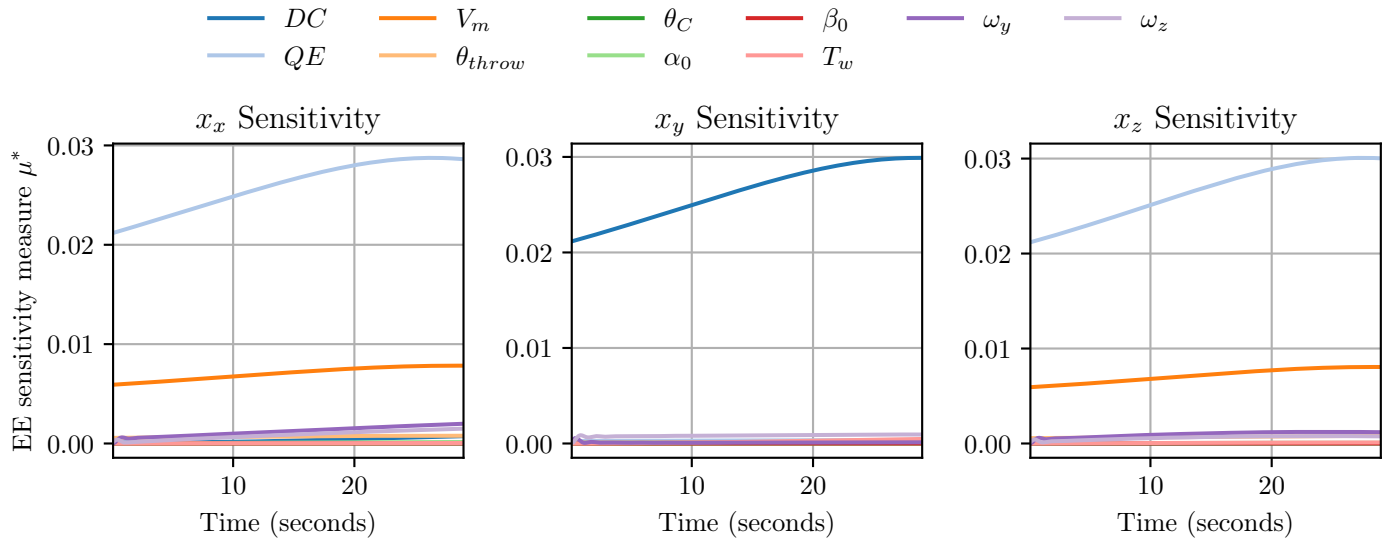 DC V_m θ_C β_0 ω_y ω_z
QE θ_throw α_0 T_w
x_x Sensitivity x_y Sensitivity x_z Sensitivity
EE sensitivity measure μ*
0.03 0.03 0.03
0.02 0.02 0.02
0.01 0.01 0.01
0.00 0.00 0.00
10 20 10 20 10 20
Time (seconds) Time (seconds) Time (seconds)